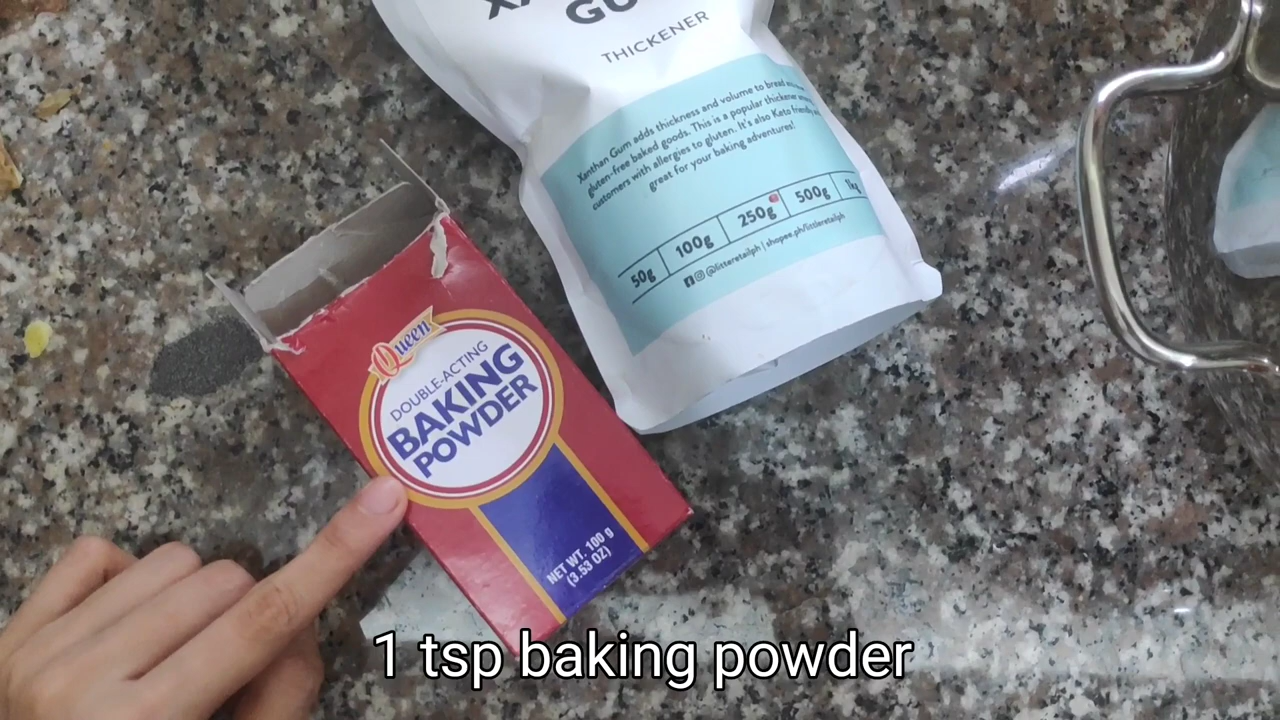 GU
THICKENER
Xanthan Gum adds thickness and volume to bread and
gluten-free baked goods. This is a popular thickener
customers with allergies to gluten. It's also Keto friendly
great for your baking adventures!
50g 100g 250g 500g 1kg
@littleretailph | shopee.ph/littleretailph
Queen
DOUBLE-ACTING
BAKING
POWDER
NET WT. 100 g
(3.53 OZ)
1 tsp baking powder